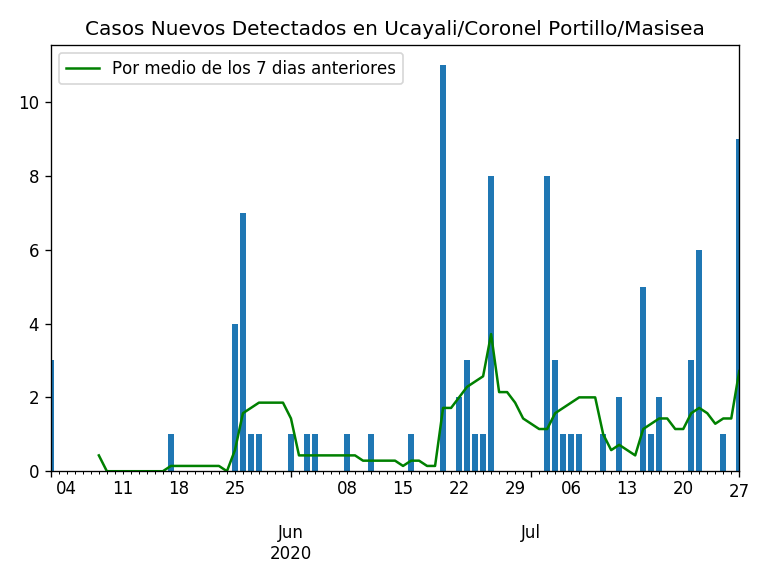 Casos Nuevos Detectados en Ucayali/Coronel Portillo/Masisea
Por medio de los 7 dias anteriores
10
8
6
4
2
0
04 11 18 25 08 15 22 29 06 13 20 27
Jun Jul
2020